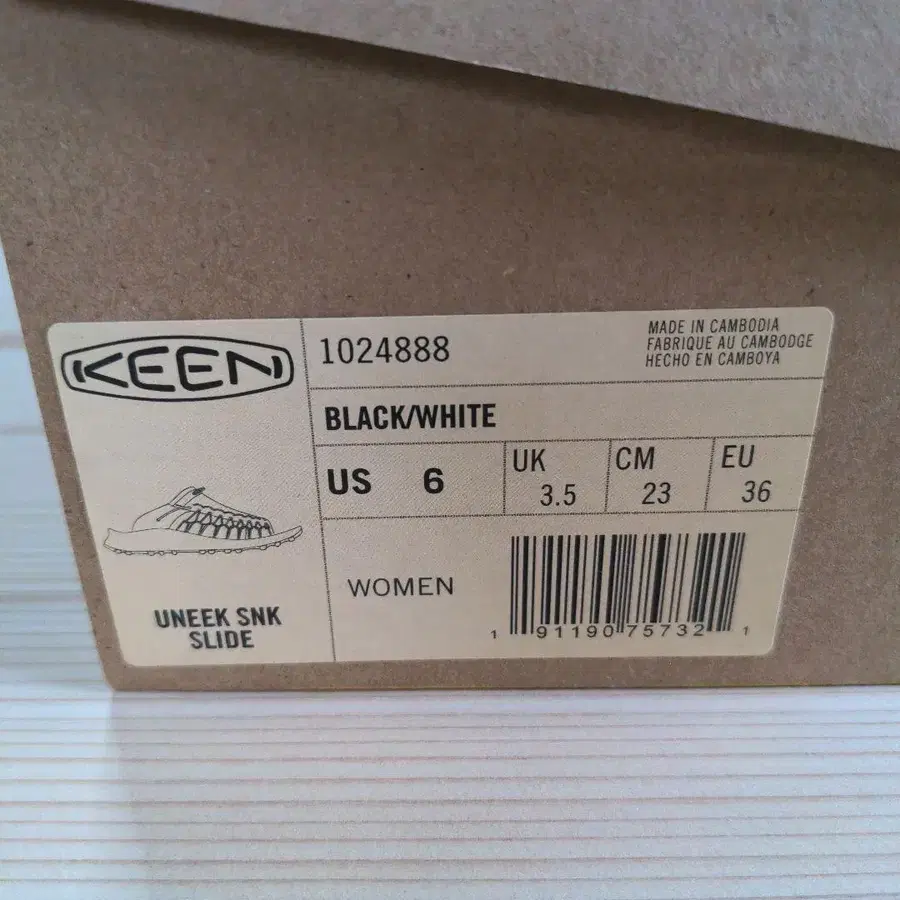 KEEN
1024888
MADE IN CAMBODIA
FABRIQUE AU CAMBODGE
HECHO EN CAMBOYA
BLACK/WHITE
US 6
UK 3.5
CM 23
EU 36
UNEEK SNK
SLIDE
WOMEN
1 91190 75732 1